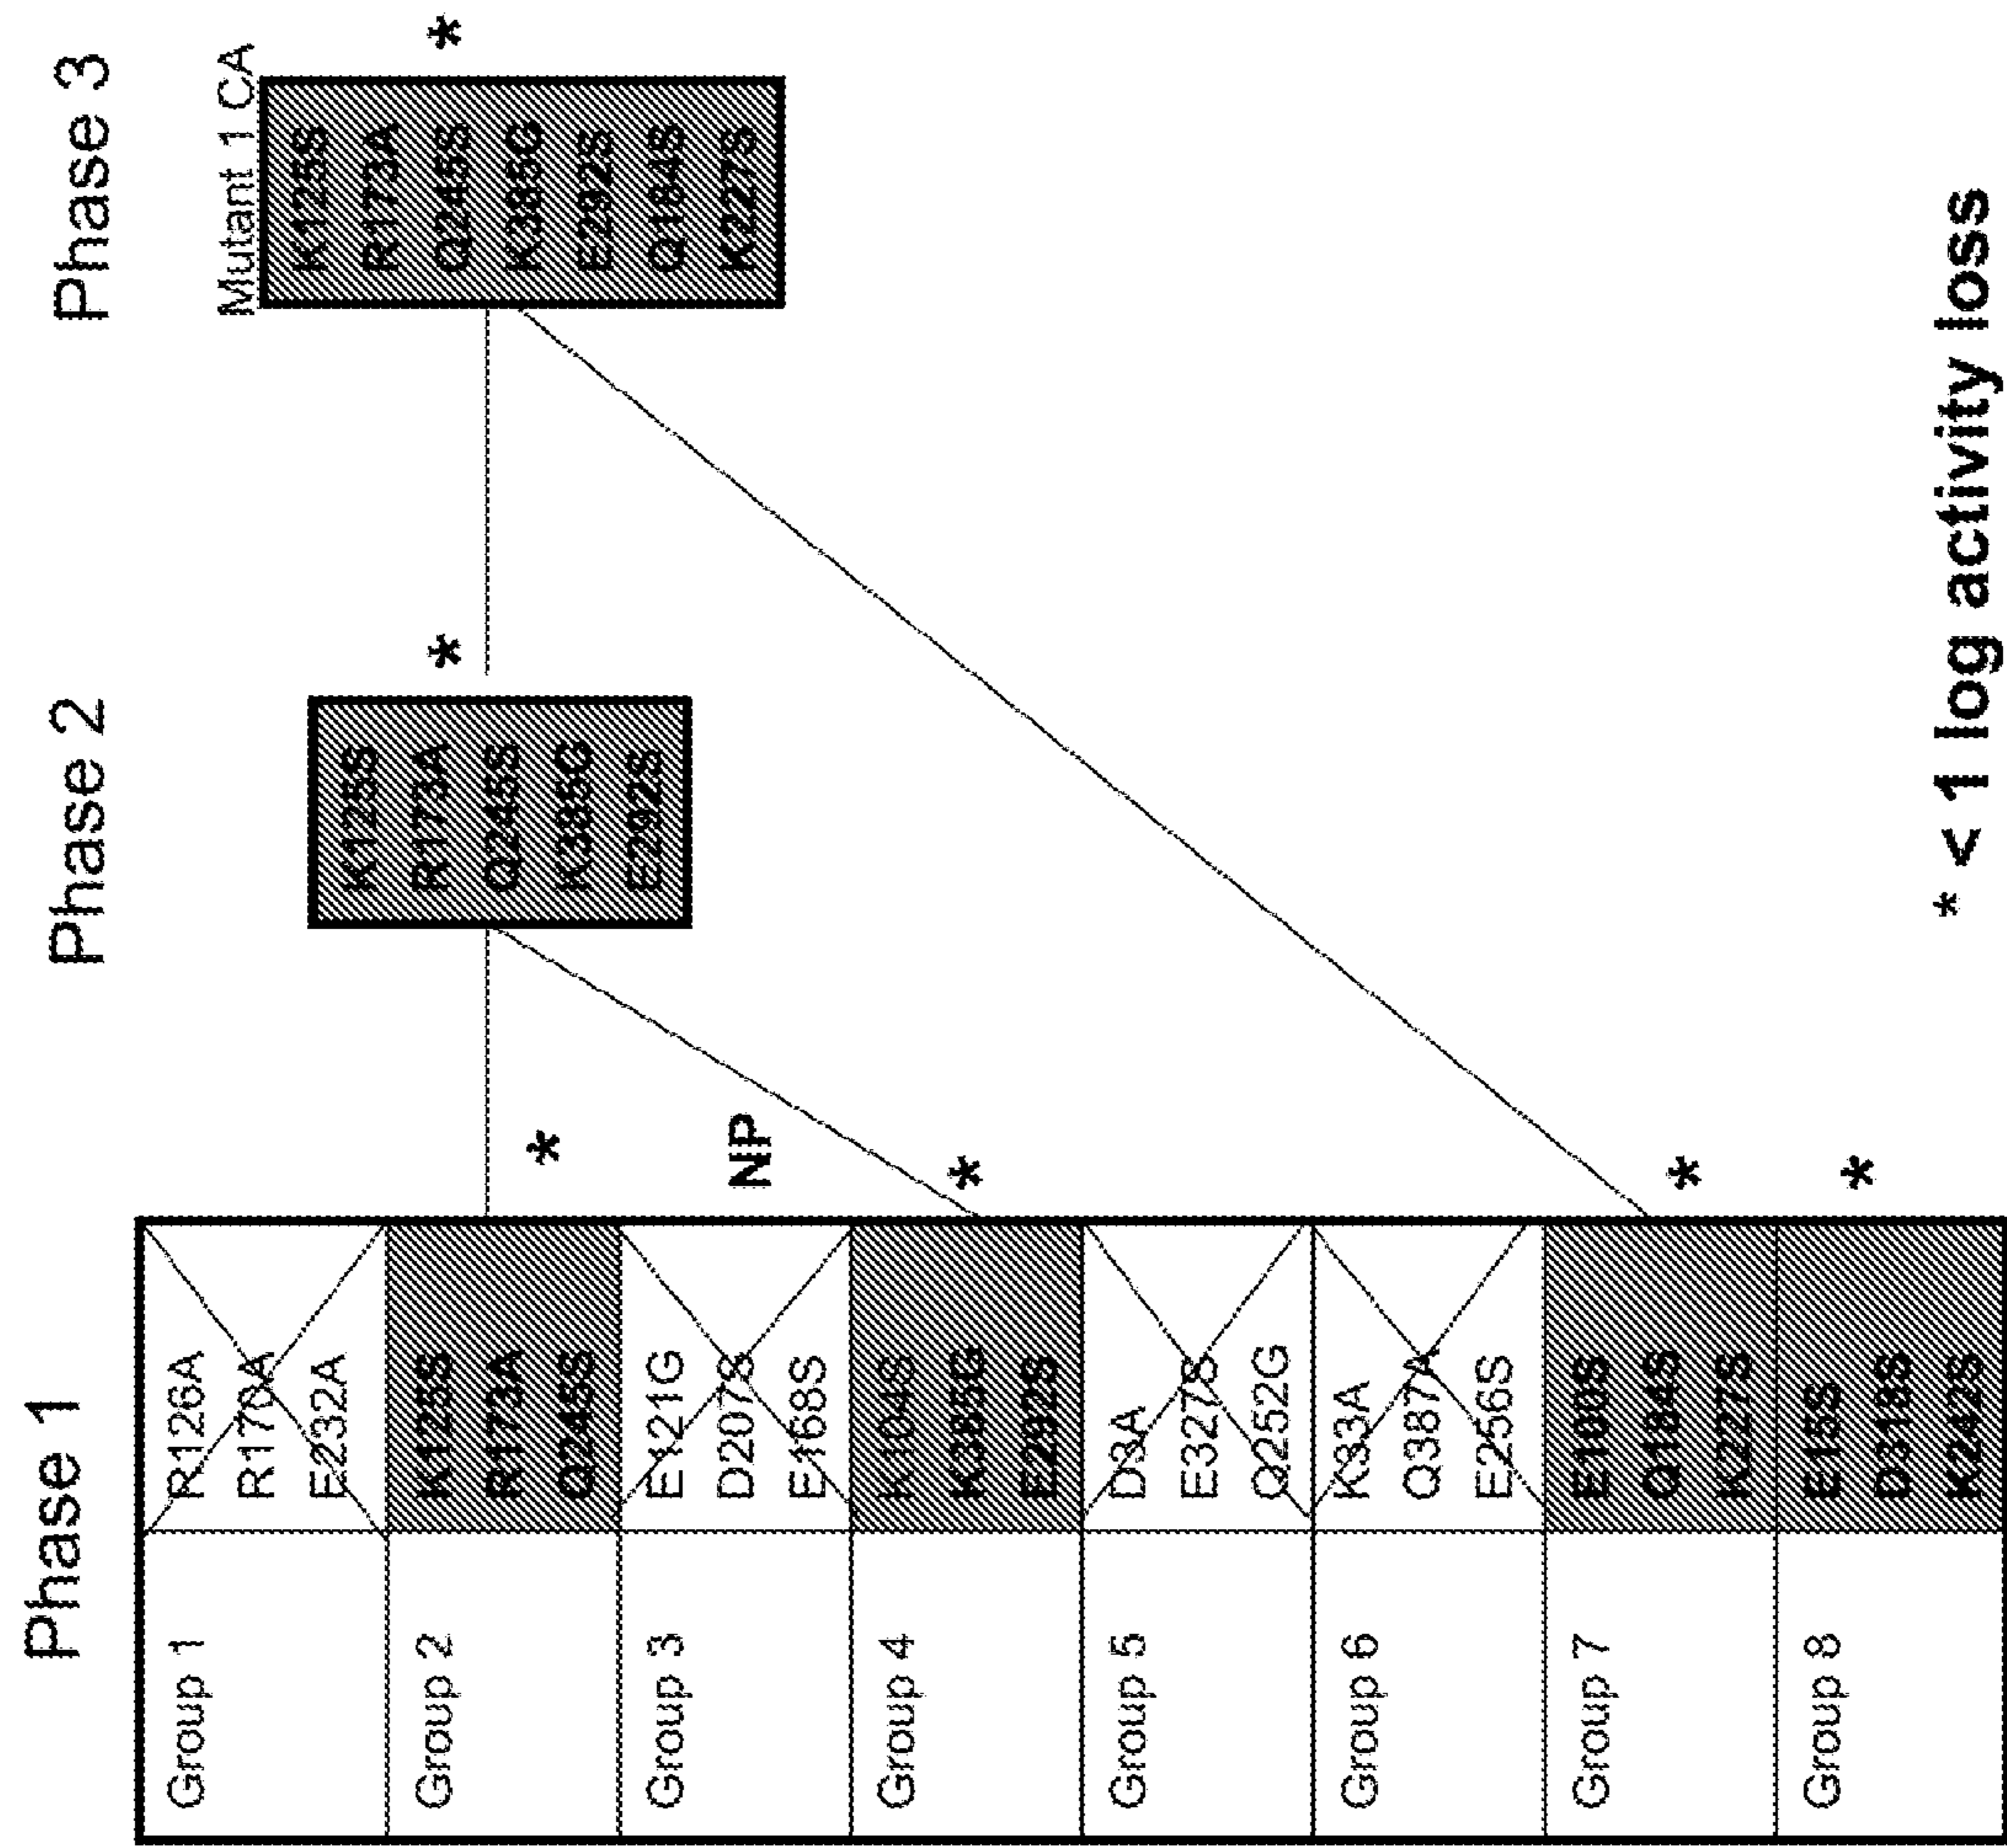 Phase 1
Phase 2
Phase 3
Group 1
R126A
R170A
E232A
Group 2
K125S
R173A
Q245S
*
Group 3
E121G
D207S
E168S
NP
Group 4
K104S
K385G
E292S
*
Group 5
D3A
E327S
Q252G
Group 6
K33A
Q387A
E256S
Group 7
E100S
Q184S
K227S
*
Group 8
E15S
D318S
K242S
*
K125S
R173A
Q245S
K385G
E292S
*
Mutant 1 CA
K125S
R173A
Q245S
K385G
E292S
Q184S
K227S
*
* < 1 log activity loss